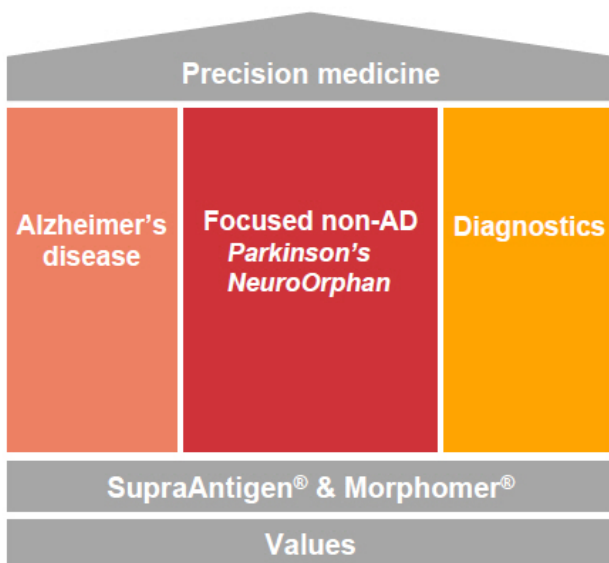 Precision medicine
Alzheimer's
disease
Focused non-AD
Parkinson's
NeuroOrphan
Diagnostics
SupraAntigen® & Morphomer®
Values